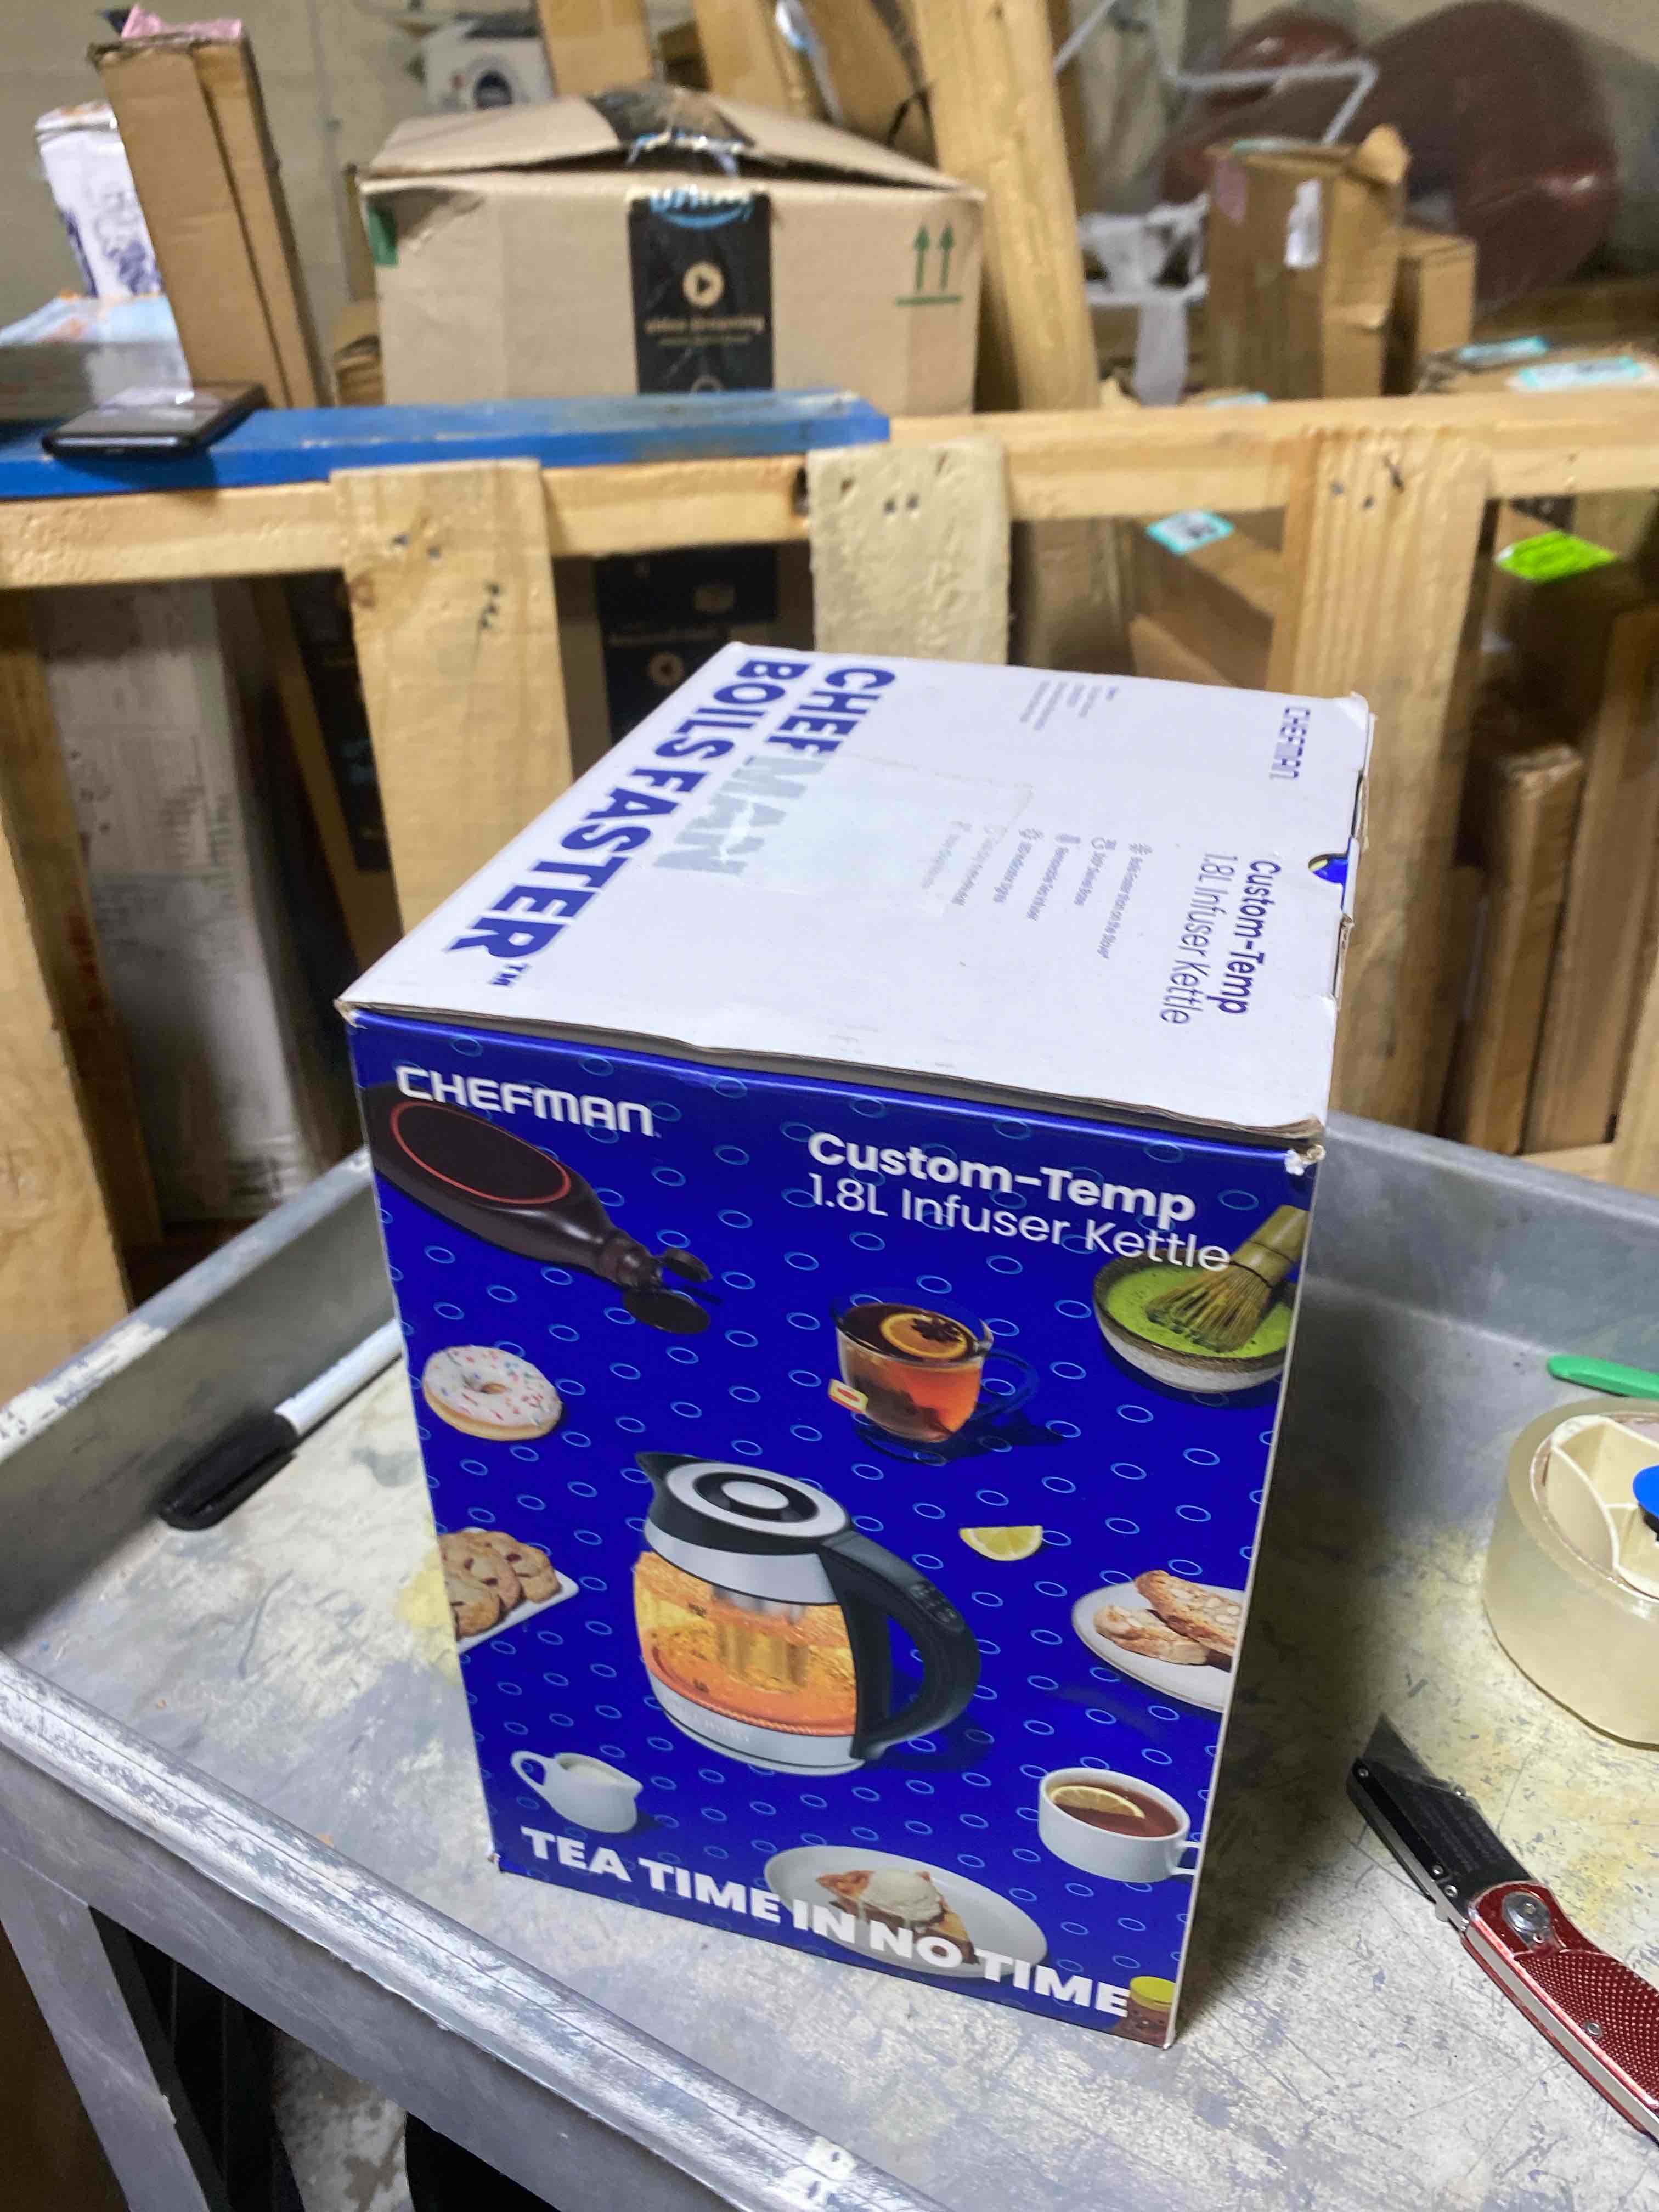 CHEFMAN
BOILS FASTER™
CHEFMAN
Custom-Temp
1.8L Infuser Kettle
CHEFMAN
Custom-Temp
1.8L Infuser Kettle
TEA TIME IN NO TIME